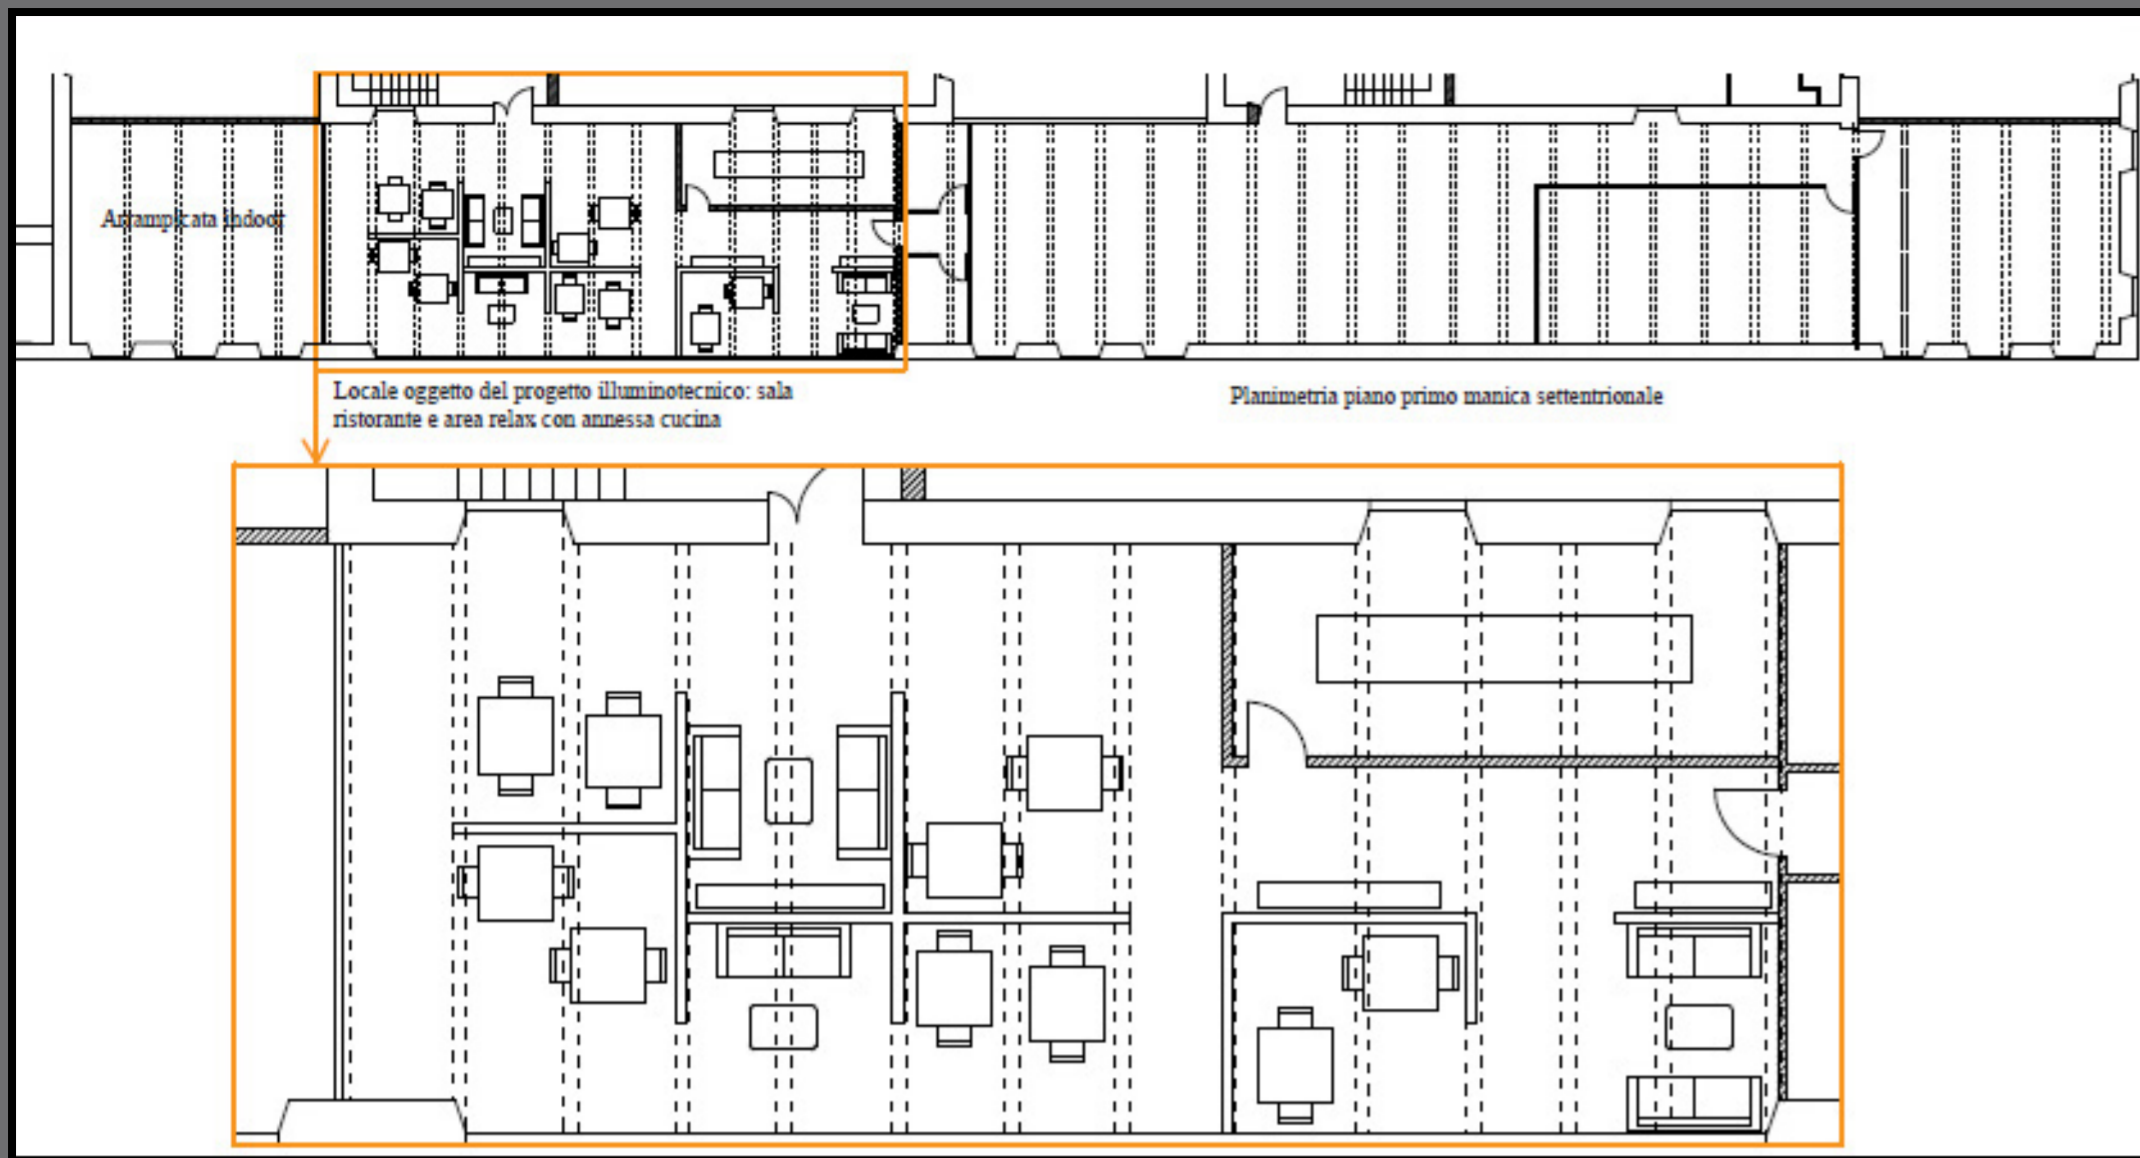 Arrampicata indoor
Locale oggetto del progetto illuminotecnico: sala
ristorante e area relax con annessa cucina
Planimetria piano primo manica settentrionale